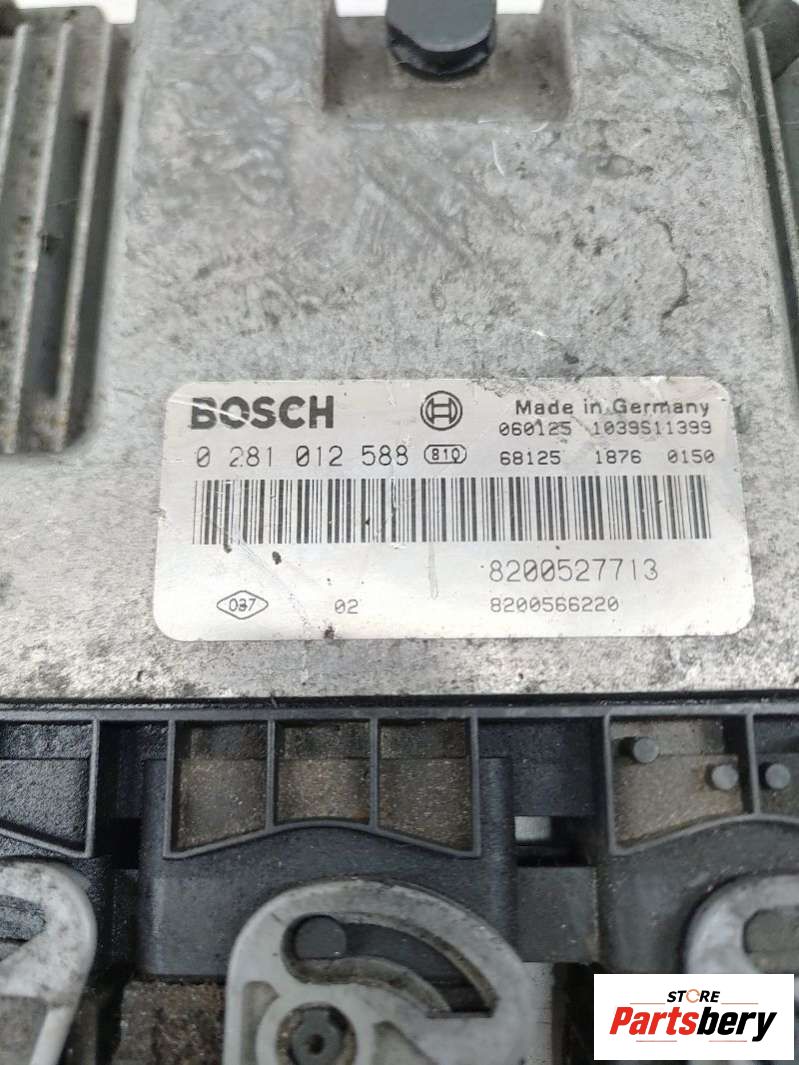 BOSCH
Made in Germany
060125 1039S11399
0 281 012 588 810 68125 1876 0150
8200527713
037 02 8200566220
STORE
Partsbery